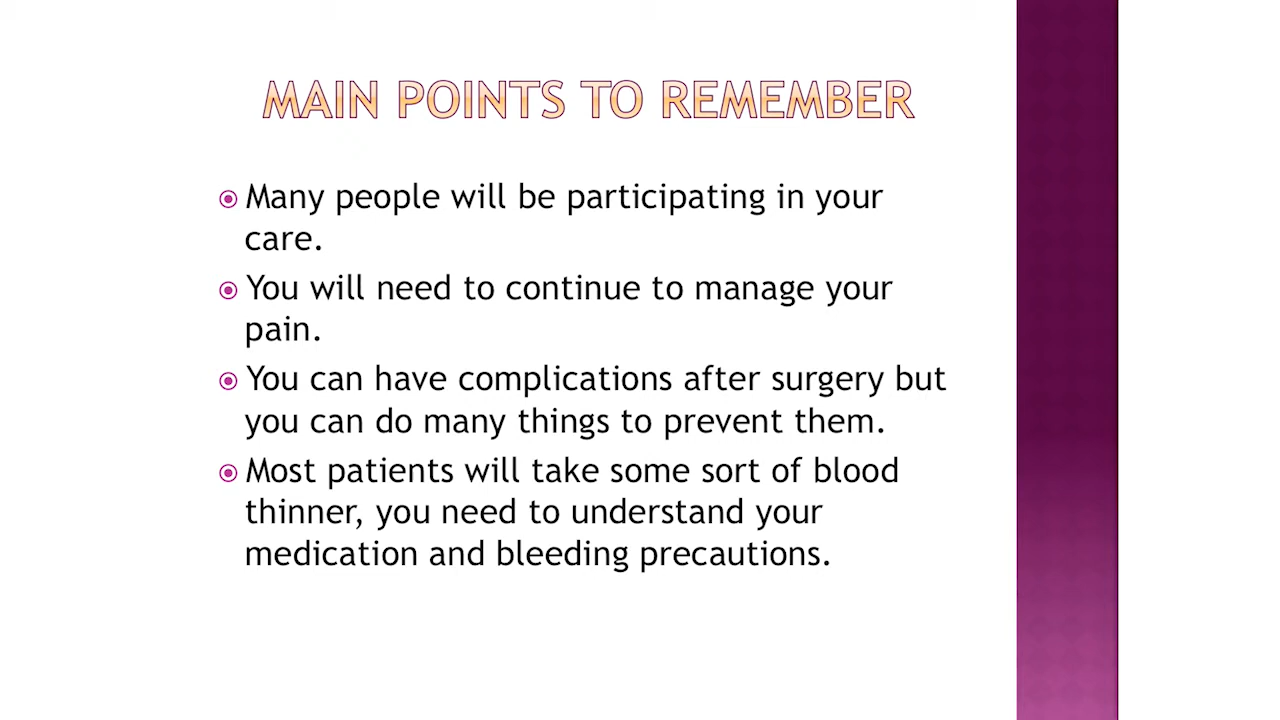 MAIN POINTS TO REMEMBER
Many people will be participating in your
care.
You will need to continue to manage your
pain.
You can have complications after surgery but
you can do many things to prevent them.
Most patients will take some sort of blood
thinner, you need to understand your
medication and bleeding precautions.